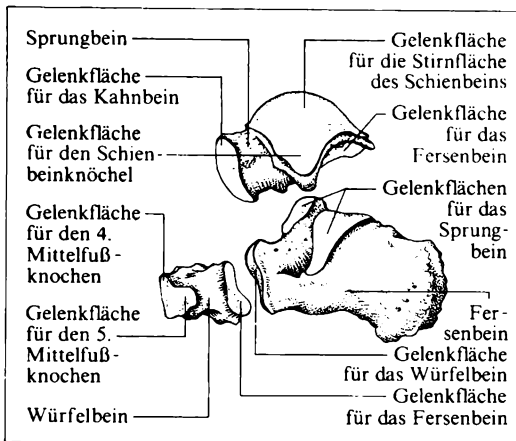 Sprungbein
Gelenkfläche
für das Kahnbein
Gelenkfläche
für den Schien
beinknöchel
Gelenkfläche
für den 4.
Mittelfuß-
knochen
Gelenkfläche
für den 5.
Mittelfuß-
knochen
Würfelbein
Gelenkfläche
für die Stirnfläche
des Schienbeins
Gelenkfläche
für das
Fersenbein
Gelenkflächen
für das
Sprung-
bein
Fer-
senbein
Gelenkfläche
für das Würfelbein
Gelenkfläche
für das Fersenbein